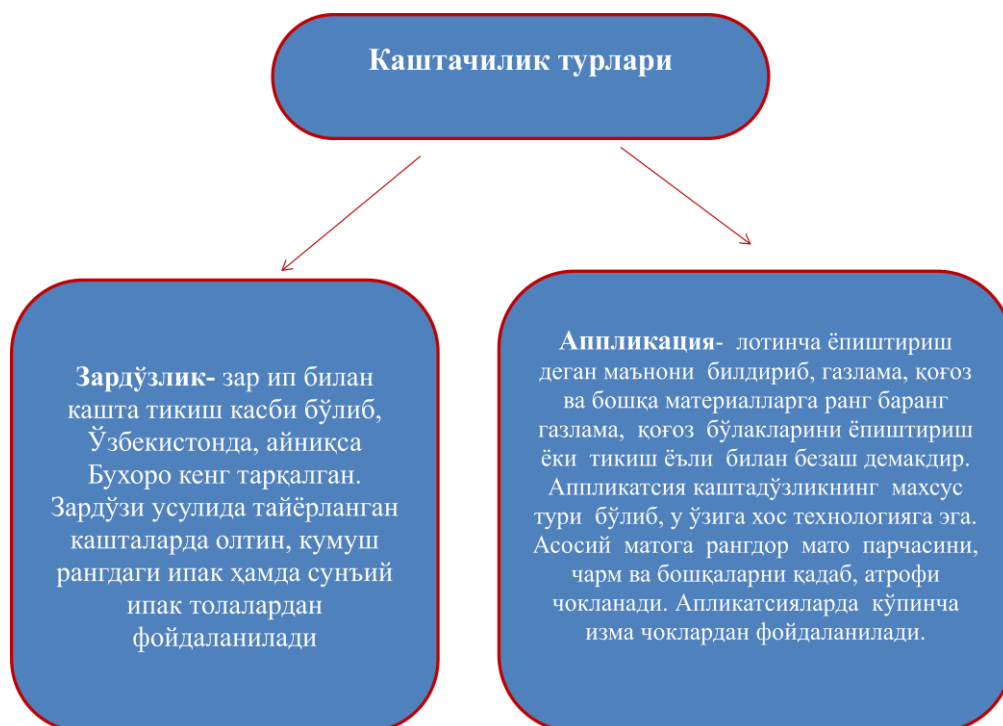 Каштачилик турлари
Зардўзлик- зар ип билан
кашта тикиш касби бўлиб,
Ўзбекистонда, айниқса
Бухоро кенг тарқалган.
Зардўзи усулида тайёрланган
кашталарда олтин, кумуш
рангдаги ипак ҳамда сунъий
ипак толалардан
фойдаланилади
Аппликация- лотинча ёпиштириш
деган маънони билдириб, газлама, қоғоз
ва бошқа материалларга ранг баранг
газлама, қоғоз бўлакларини ёпиштириш
ёки тикиш ёъли билан безаш демакдир.
Аппликатсия каштадўзликнинг махсус
тури бўлиб, у ўзига хос технологияга эга.
Асосий матога рангдор мато парчасини,
чарм ва бошқаларни қадаб, атрофи
чокланади. Апликатсияларда кўпинча
изма чоклардан фойдаланилади.